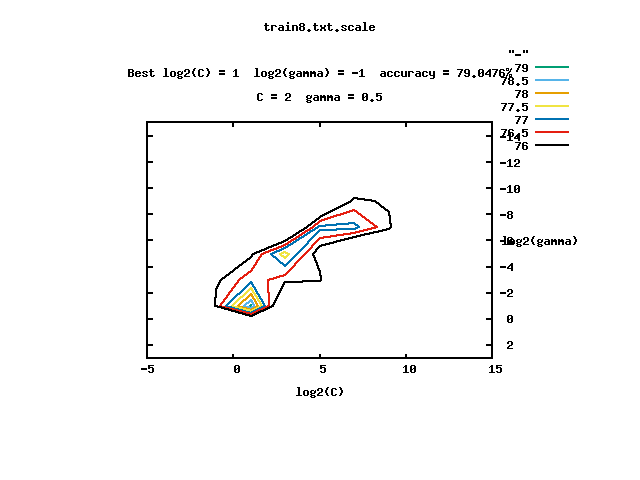 train8.txt.scale
"-"
Best log2(C) = 1  log2(gamma) = -1  accuracy = 79.0476%
79
78.5
C = 2  gamma = 0.5
78
77.5
77
76.5
76
-14
-12
-10
-8
-6
log2(gamma)
-4
-2
0
2
-5 0 5 10 15
log2(C)